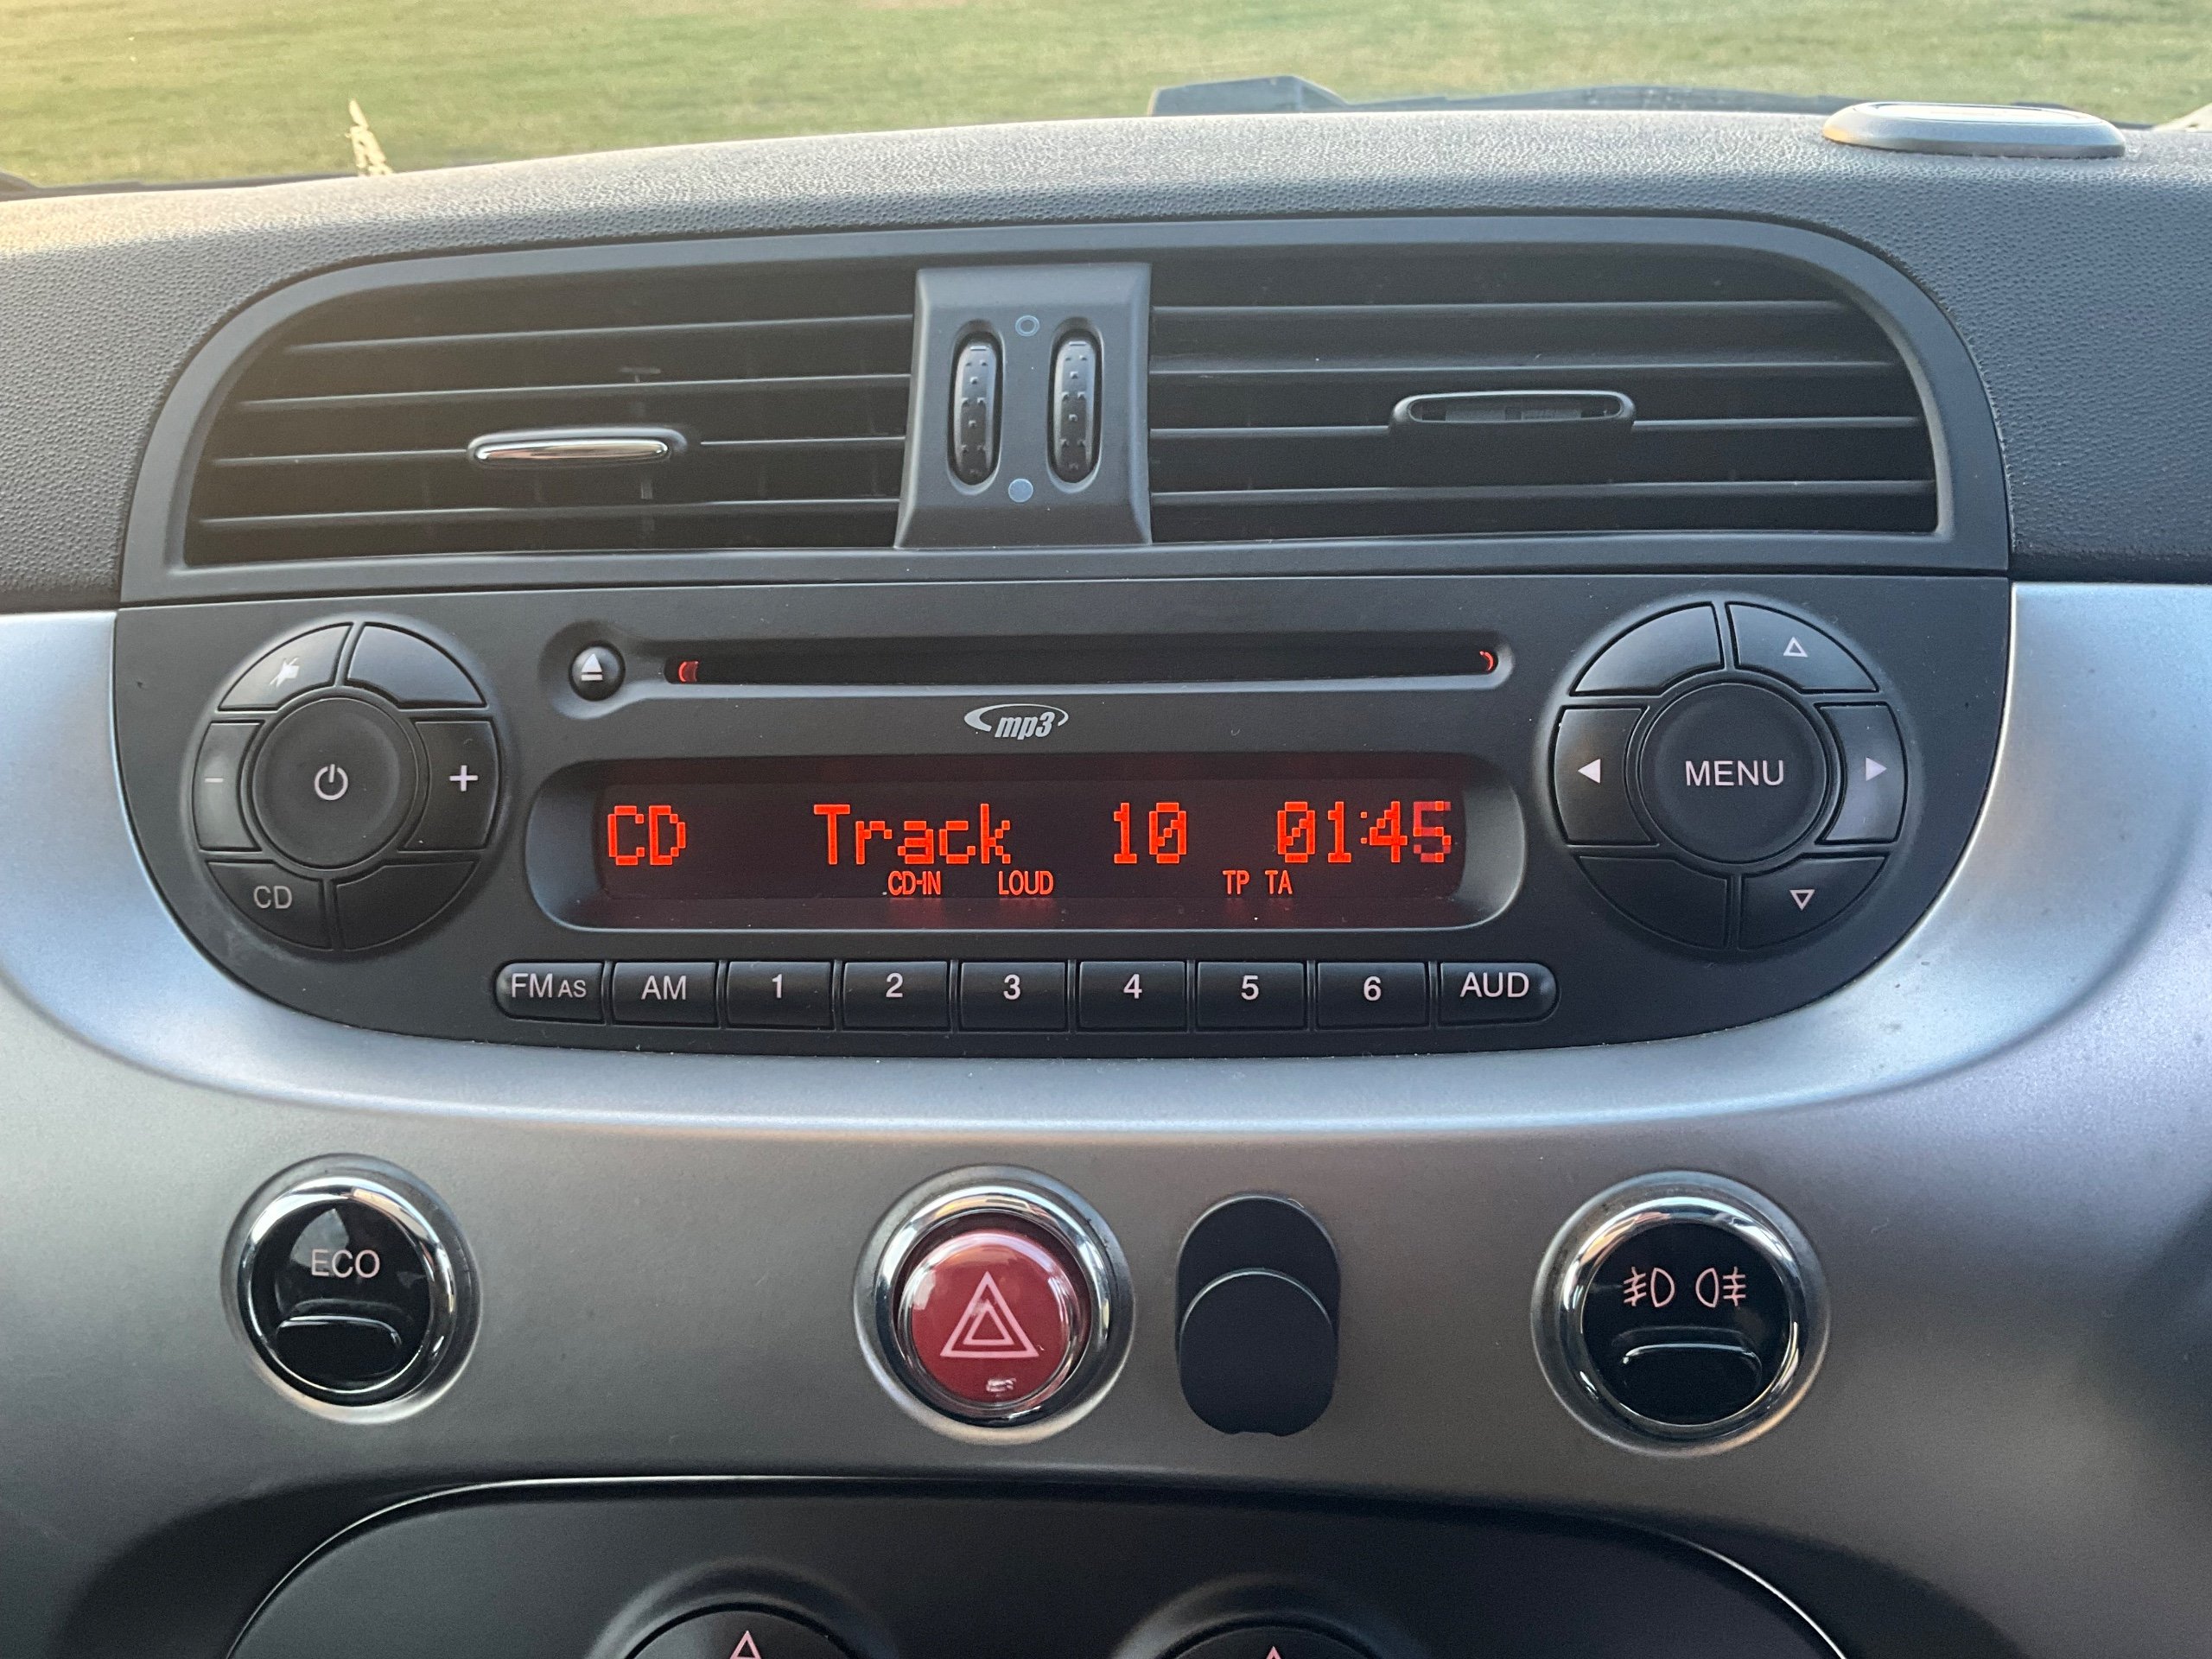 mp3
CD Track 10 01:45
CD-IN LOUD TP TA
MENU
CD
FM AS AM 1 2 3 4 5 6 AUD
ECO